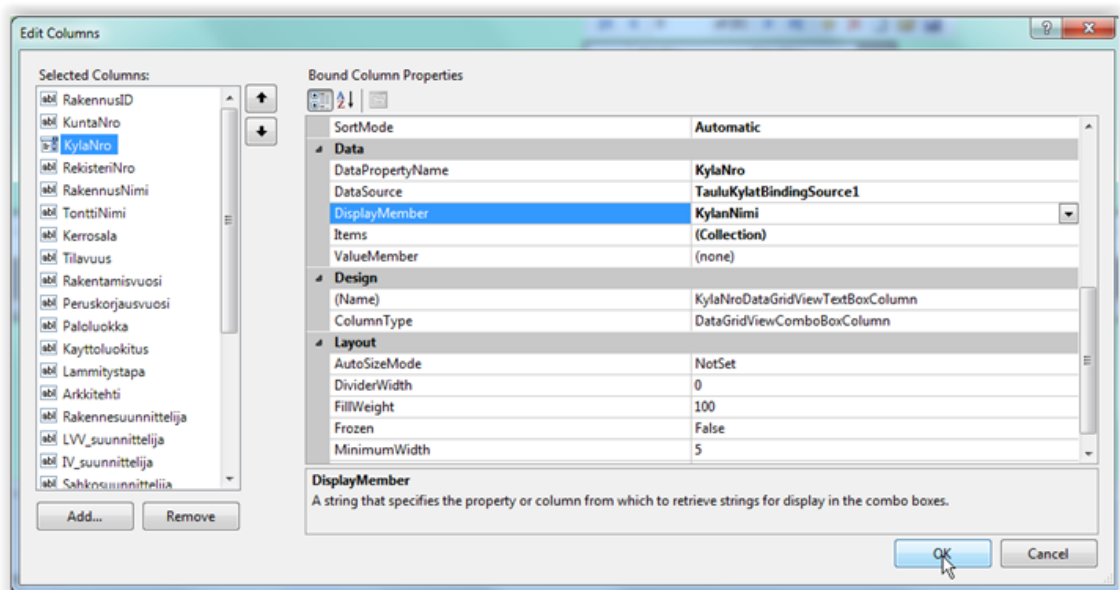 Edit Columns
Selected Columns:
RakennusID
KuntaNro
KylaNro
RekisteriNro
RakennusNimi
TonttiNimi
Kerrosala
Tilavuus
Rakentamisvuosi
Peruskorjausvuosi
Paloluokka
Kayttoluokitus
Lammitystapa
Arkkitehti
Rakennesuunnittelija
LVV_suunnittelija
IV_suunnittelija
Sahkosuunnittelija
Add...
Remove
Bound Column Properties
SortMode Automatic
Data
DataPropertyName KylaNro
DataSource TauluKylatBindingSource1
DisplayMember KylanNimi
Items (Collection)
ValueMember (none)
Design
(Name) KylaNroDataGridViewTextBoxColumn
ColumnType DataGridViewComboBoxColumn
Layout
AutoSizeMode NotSet
DividerWidth 0
FillWeight 100
Frozen False
MinimumWidth 5
DisplayMember
A string that specifies the property or column from which to retrieve strings for display in the combo boxes.
OK
Cancel